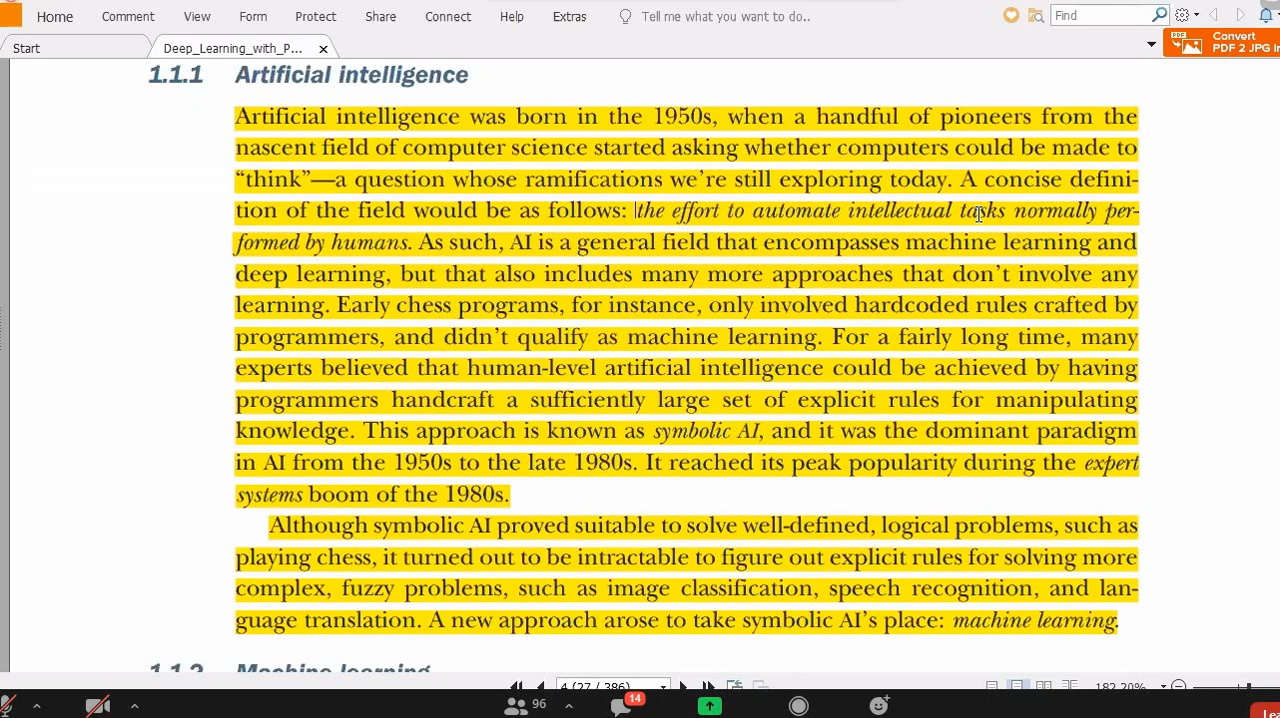 Home Comment View Form Protect Share Connect Help Extras Tell me what you want to do.. Find
Start Deep_Learning_with_P... x
PDF Convert
PDF 2 JPG
1.1.1 Artificial intelligence
Artificial intelligence was born in the 1950s, when a handful of pioneers from the
nascent field of computer science started asking whether computers could be made to
“think”—a question whose ramifications we’re still exploring today. A concise defini-
tion of the field would be as follows: the effort to automate intellectual tasks normally per-
formed by humans. As such, AI is a general field that encompasses machine learning and
deep learning, but that also includes many more approaches that don’t involve any
learning. Early chess programs, for instance, only involved hardcoded rules crafted by
programmers, and didn’t qualify as machine learning. For a fairly long time, many
experts believed that human-level artificial intelligence could be achieved by having
programmers handcraft a sufficiently large set of explicit rules for manipulating
knowledge. This approach is known as symbolic AI, and it was the dominant paradigm
in AI from the 1950s to the late 1980s. It reached its peak popularity during the expert
systems boom of the 1980s.
Although symbolic AI proved suitable to solve well-defined, logical problems, such as
playing chess, it turned out to be intractable to figure out explicit rules for solving more
complex, fuzzy problems, such as image classification, speech recognition, and lan-
guage translation. A new approach arose to take symbolic AI’s place: machine learning.
1.1.2 Machine learning
4 (27 / 386) 182.20%
96 14